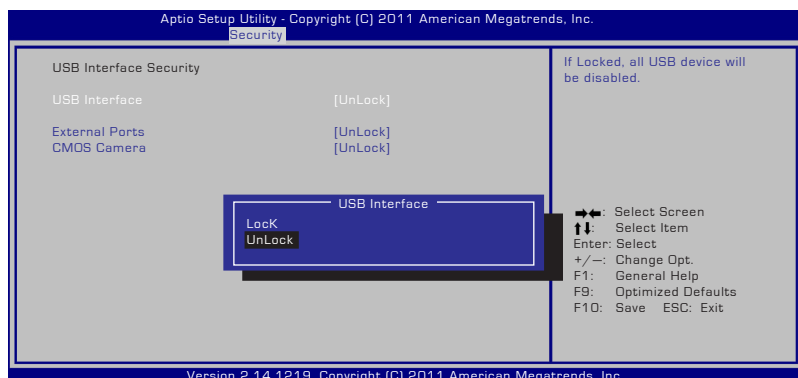 Aptio Setup Utility - Copyright (C) 2011 American Megatrends, Inc.
Security
USB Interface Security
USB Interface [UnLock]
External Ports [UnLock]
CMOS Camera [UnLock]
If Locked, all USB device will
be disabled.
USB Interface
LocK
UnLock
→←: Select Screen
↑↓: Select Item
Enter: Select
+/—: Change Opt.
F1: General Help
F9: Optimized Defaults
F10: Save ESC: Exit
Version 2.14.1219. Copyright (C) 2011 American Megatrends, Inc.